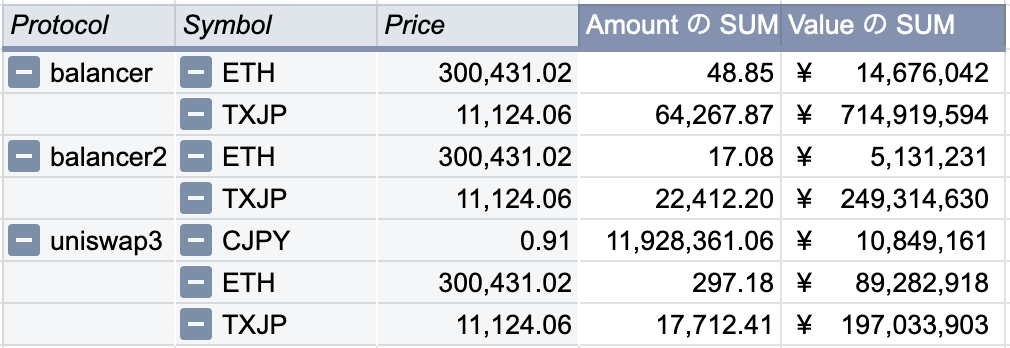 Protocol Symbol Price Amount の SUM Value の SUM
balancer ETH 300,431.02 48.85 ¥ 14,676,042
TXJP 11,124.06 64,267.87 ¥ 714,919,594
balancer2 ETH 300,431.02 17.08 ¥ 5,131,231
TXJP 11,124.06 22,412.20 ¥ 249,314,630
uniswap3 CJPY 0.91 11,928,361.06 ¥ 10,849,161
ETH 300,431.02 297.18 ¥ 89,282,918
TXJP 11,124.06 17,712.41 ¥ 197,033,903